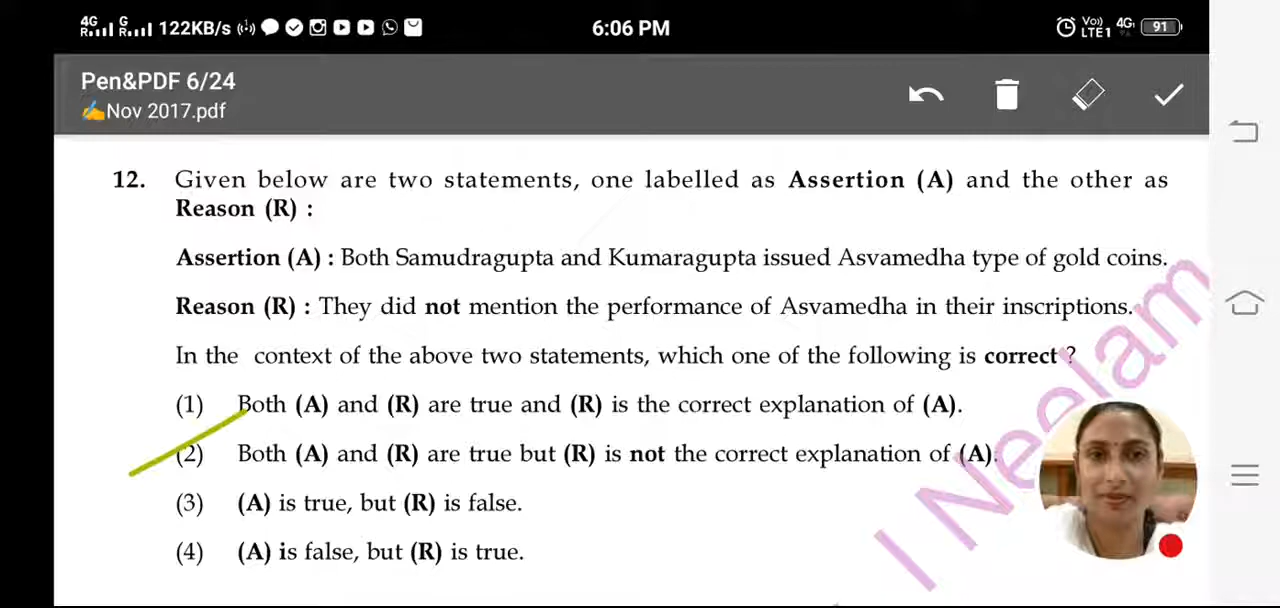 4G R G R 122KB/s 6:06 PM Vo) LTE1 4G 91
Pen&PDF 6/24
✍Nov 2017.pdf
12. Given below are two statements, one labelled as Assertion (A) and the other as
Reason (R) :
Assertion (A) : Both Samudragupta and Kumaragupta issued Asvamedha type of gold coins.
Reason (R) : They did not mention the performance of Asvamedha in their inscriptions.
In the context of the above two statements, which one of the following is correct ?
(1) Both (A) and (R) are true and (R) is the correct explanation of (A).
(2) Both (A) and (R) are true but (R) is not the correct explanation of (A).
(3) (A) is true, but (R) is false.
(4) (A) is false, but (R) is true.
I Neelam